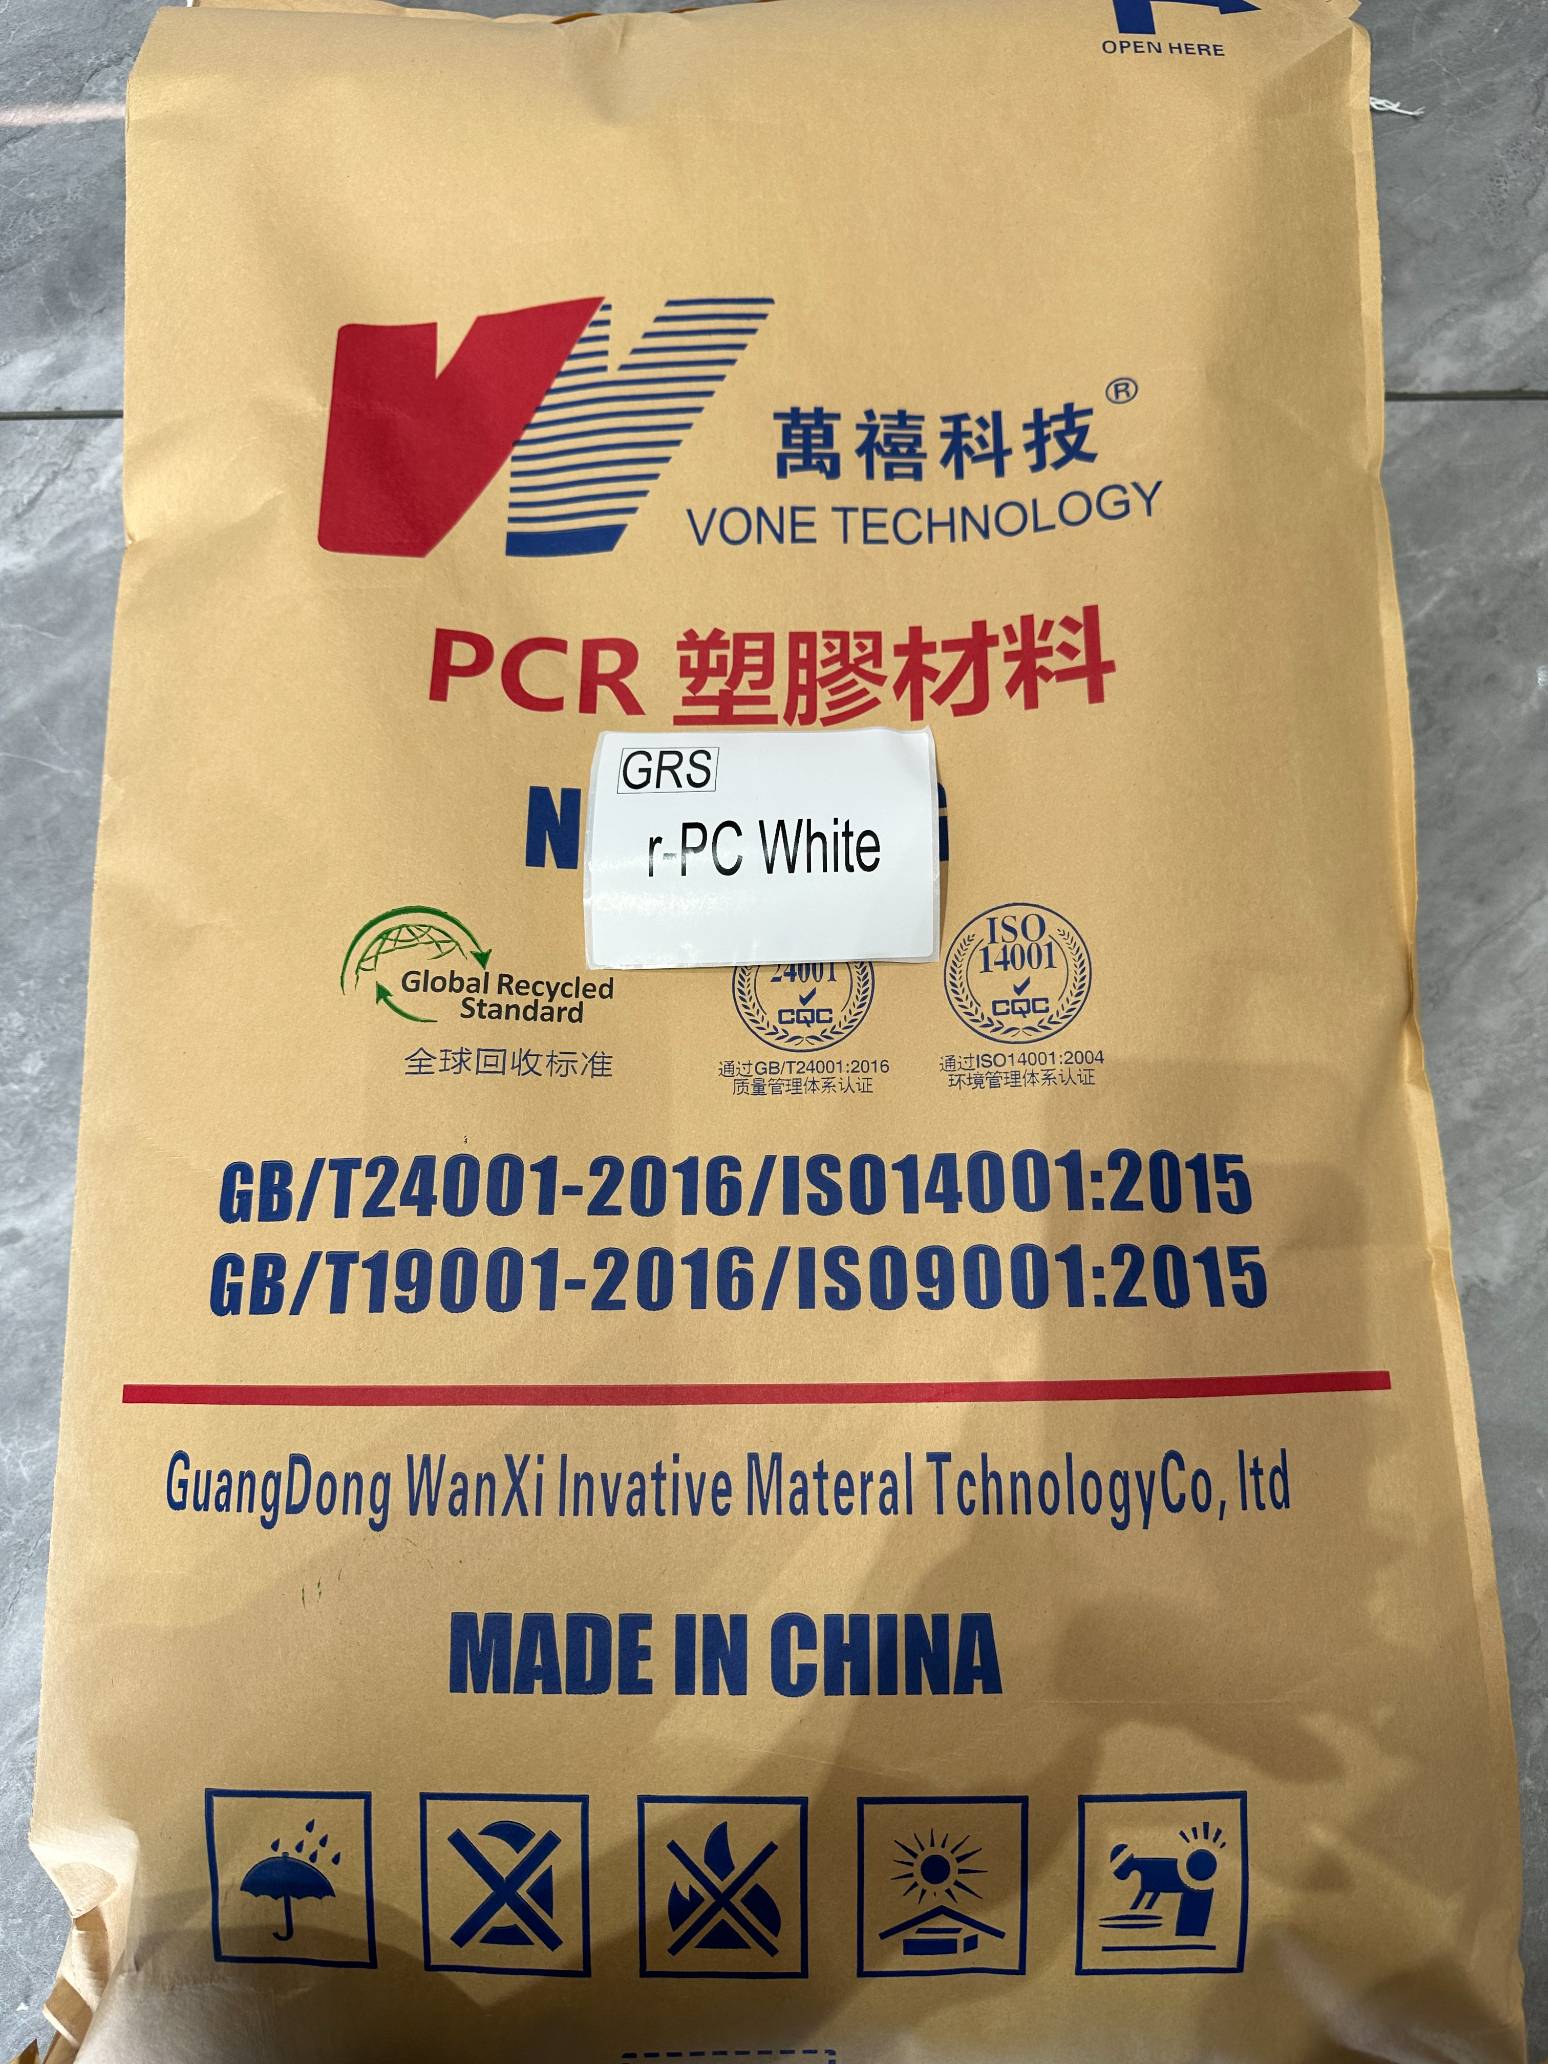 OPEN HERE
萬禧科技®
VONE TECHNOLOGY
PCR 塑膠材料
GRS
r-PC White
Global Recycled
Standard
全球回收标准
24001
CQC
通过GB/T24001:2016
质量管理体系认证
ISO
14001
CQC
通过ISO14001:2004
环境管理体系认证
GB/T24001-2016/ISO14001:2015
GB/T19001-2016/ISO9001:2015
GuangDong WanXi Invative Materal TchnologyCo, ltd
MADE IN CHINA